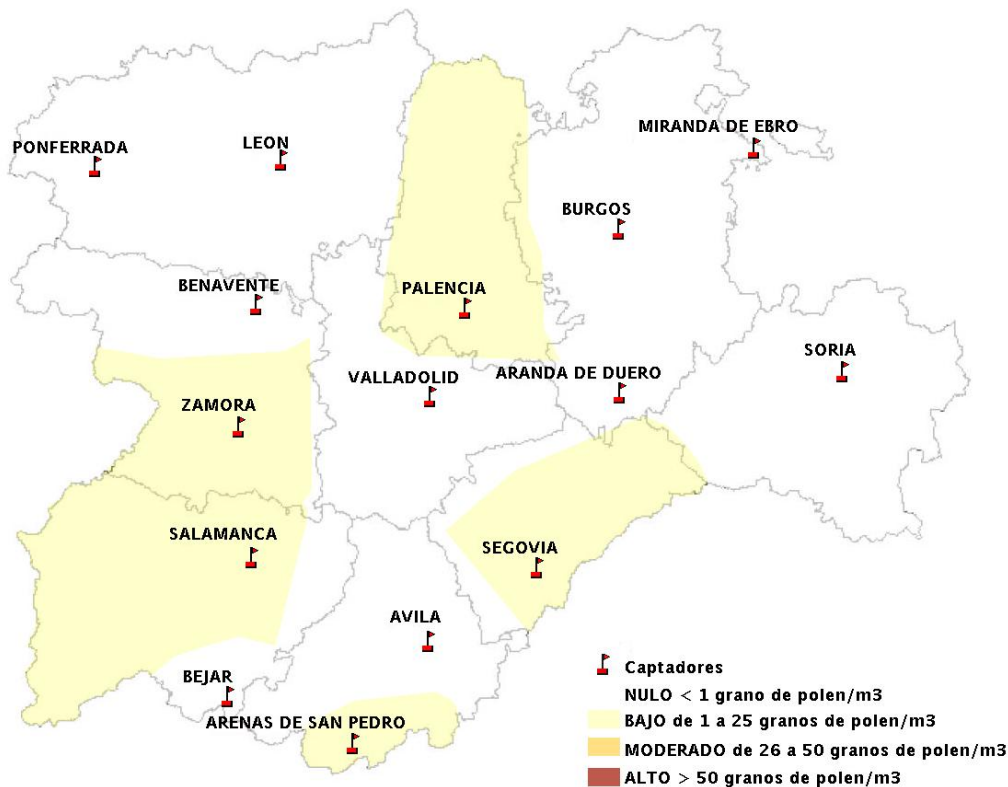 MIRANDA DE EBRO
PONFERRADA
LEON
BURGOS
BENAVENTE
PALENCIA
SORIA
VALLADOLID
ARANDA DE DUERO
ZAMORA
SALAMANCA
SEGOVIA
AVILA
BEJAR
ARENAS DE SAN PEDRO
Captadores
NULO < 1 grano de polen/m3
BAJO de 1 a 25 granos de polen/m3
MODERADO de 26 a 50 granos de polen/m3
ALTO > 50 granos de polen/m3